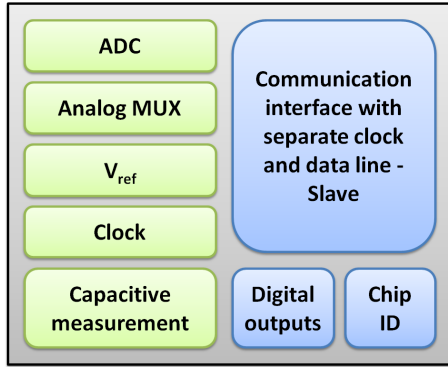 ADC
Analog MUX
Vref
Clock
Capacitive
measurement
Communication
interface with
separate clock
and data line -
Slave
Digital
outputs
Chip
ID